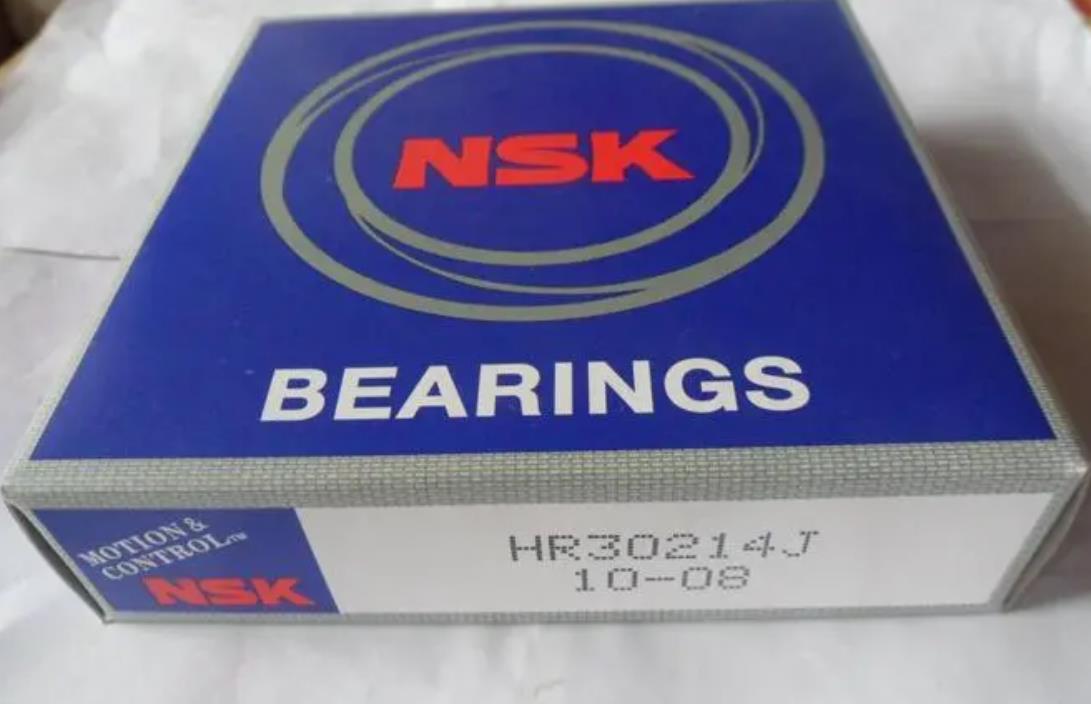 NSK
BEARINGS
MOTION &
CONTROL™
NSK
HR30214J
10-08